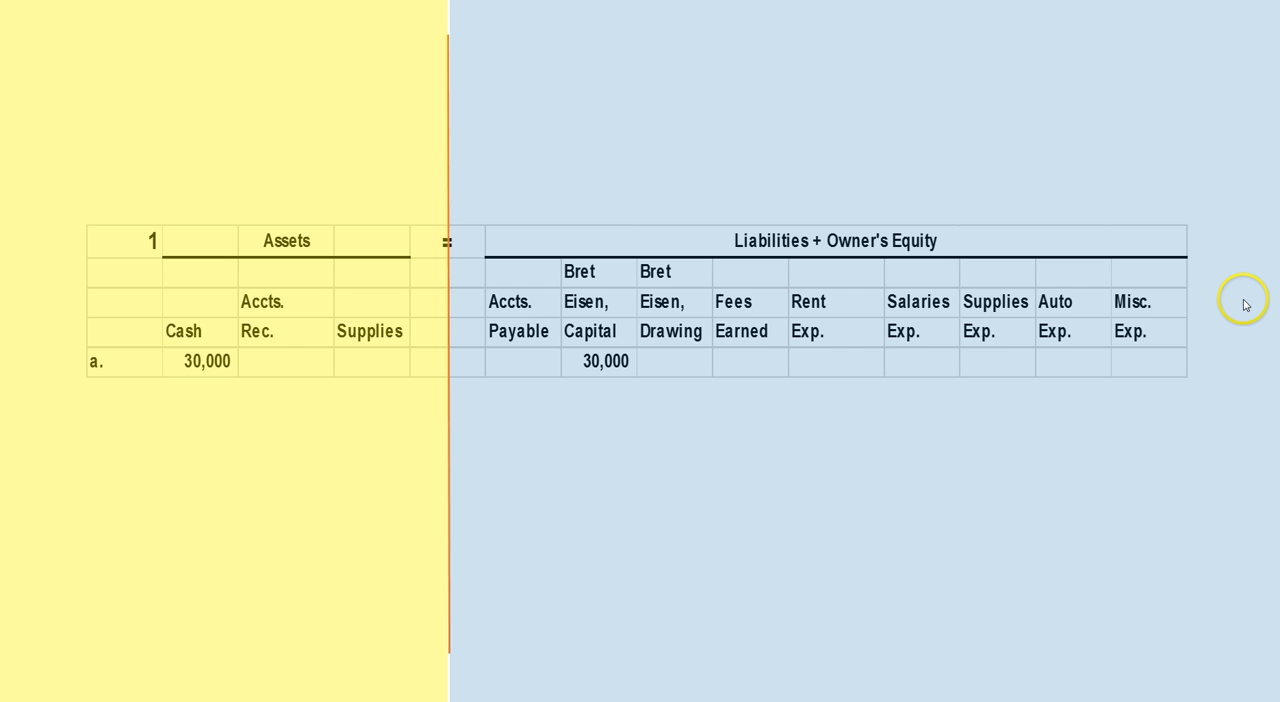 1 Assets = Liabilities + Owner's Equity
Bret Bret
Accts. Accts. Eisen, Eisen, Fees Rent Salaries Supplies Auto Misc.
Cash Rec. Supplies Payable Capital Drawing Earned Exp. Exp. Exp. Exp. Exp.
a. 30,000 30,000